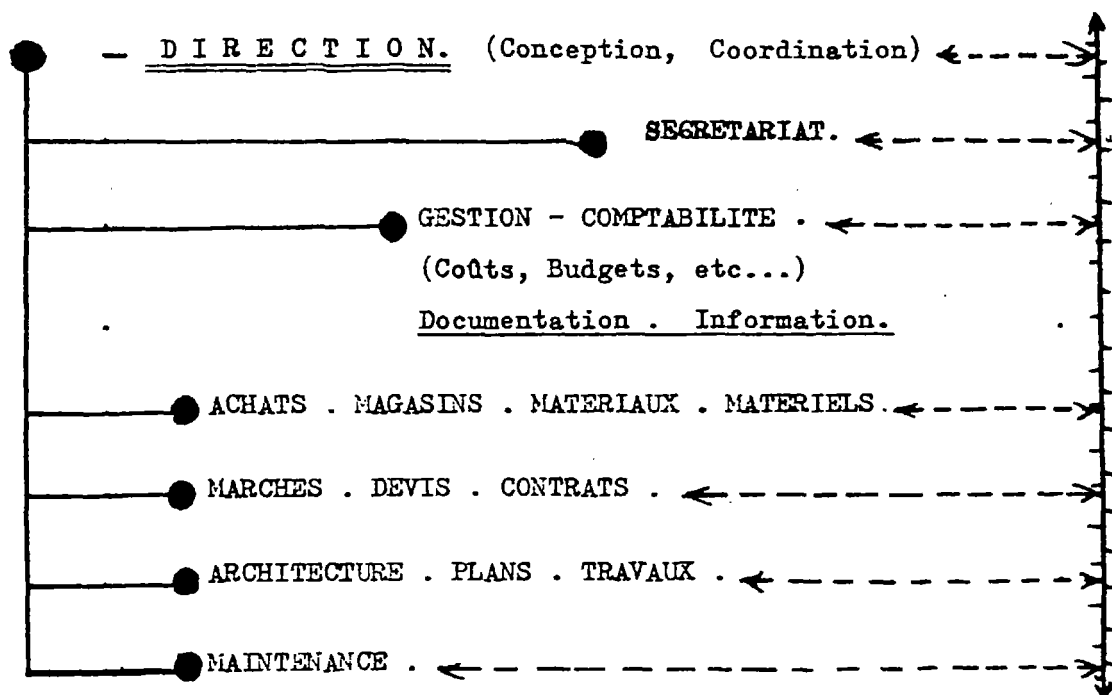 – D I R E C T I O N. (Conception, Coordination)
SECRETARIAT.
GESTION - COMPTABILITE .
(Coûts, Budgets, etc...)
Documentation . Information.
ACHATS . MAGASINS . MATERIAUX . MATERIELS.
MARCHES . DEVIS . CONTRATS .
ARCHITECTURE . PLANS . TRAVAUX .
MAINTENANCE .